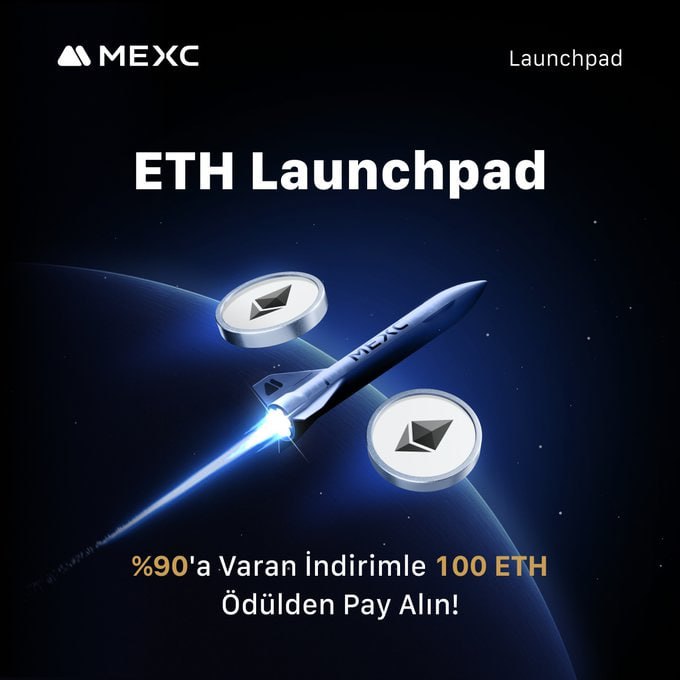 MEXC
Launchpad
ETH Launchpad
MEXC
%90'a Varan İndirimle 100 ETH
Ödülden Pay Alın!